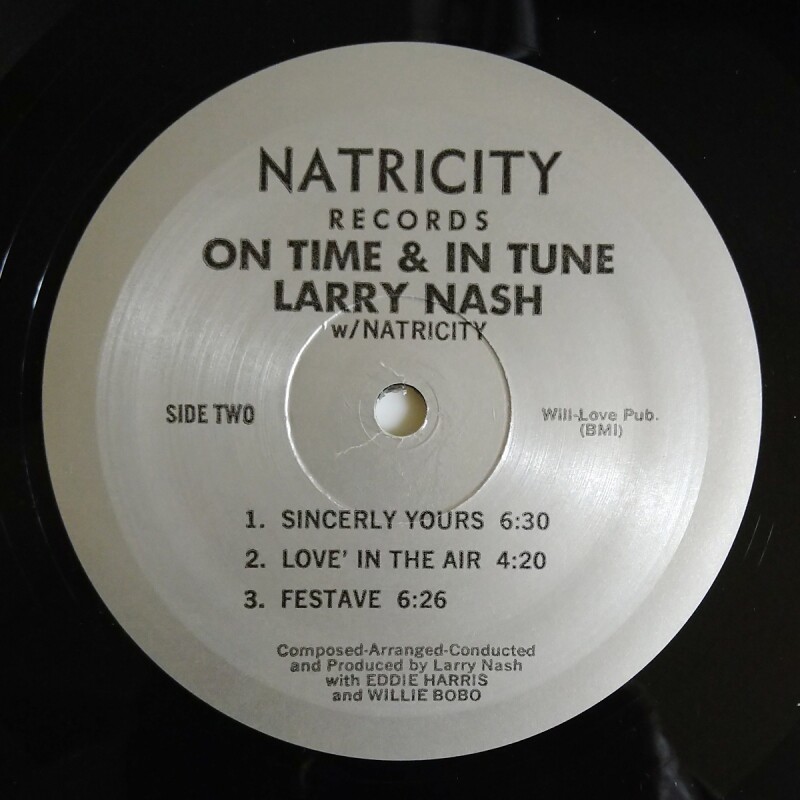 NATRICITY
RECORDS
ON TIME & IN TUNE
LARRY NASH
w/NATRICITY
SIDE TWO
Will-Love Pub.
(BMI)
1. SINCERLY YOURS 6:30
2. LOVE' IN THE AIR 4:20
3. FESTAVE 6:26
Composed-Arranged-Conducted
and Produced by Larry Nash
with EDDIE HARRIS
and WILLIE BOBO